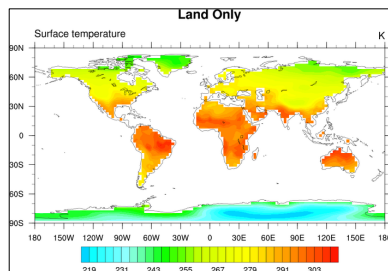 Land Only
Surface temperature K
90N
60N
30N
0
30S
60S
90S
180 150W 120W 90W 60W 30W 0 30E 60E 90E 120E 150E 180
219 231 243 255 267 279 291 303